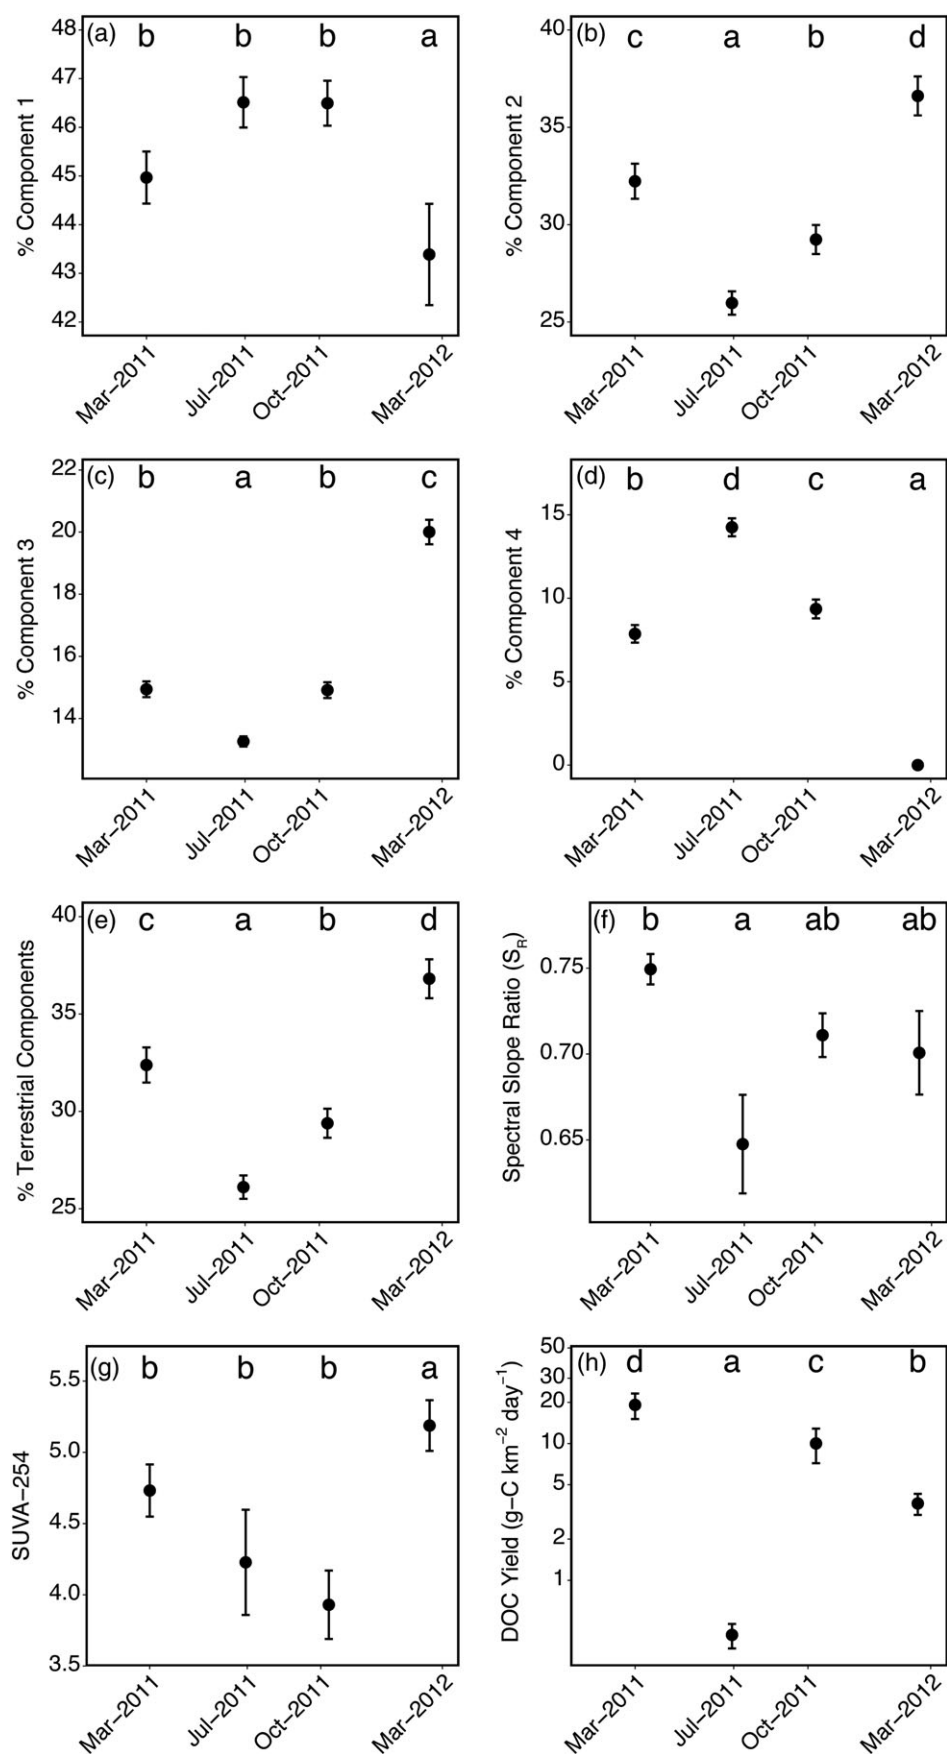 (a) b b b a
% Component 1
48
47
46
45
44
43
42
Mar–2011 Jul–2011 Oct–2011 Mar–2012
(b) c a b d
% Component 2
40
35
30
25
Mar–2011 Jul–2011 Oct–2011 Mar–2012
(c) b a b c
% Component 3
22
20
18
16
14
Mar–2011 Jul–2011 Oct–2011 Mar–2012
(d) b d c a
% Component 4
15
10
5
0
Mar–2011 Jul–2011 Oct–2011 Mar–2012
(e) c a b d
% Terrestrial Components
40
35
30
25
Mar–2011 Jul–2011 Oct–2011 Mar–2012
(f) b a ab ab
Spectral Slope Ratio (S_R)
0.75
0.70
0.65
Mar–2011 Jul–2011 Oct–2011 Mar–2012
(g) b b b a
SUVA–254
5.5
5.0
4.5
4.0
3.5
Mar–2011 Jul–2011 Oct–2011 Mar–2012
(h) d a c b
DOC Yield (g–C km⁻² day⁻¹)
50
30
20
10
5
2
1
Mar–2011 Jul–2011 Oct–2011 Mar–2012